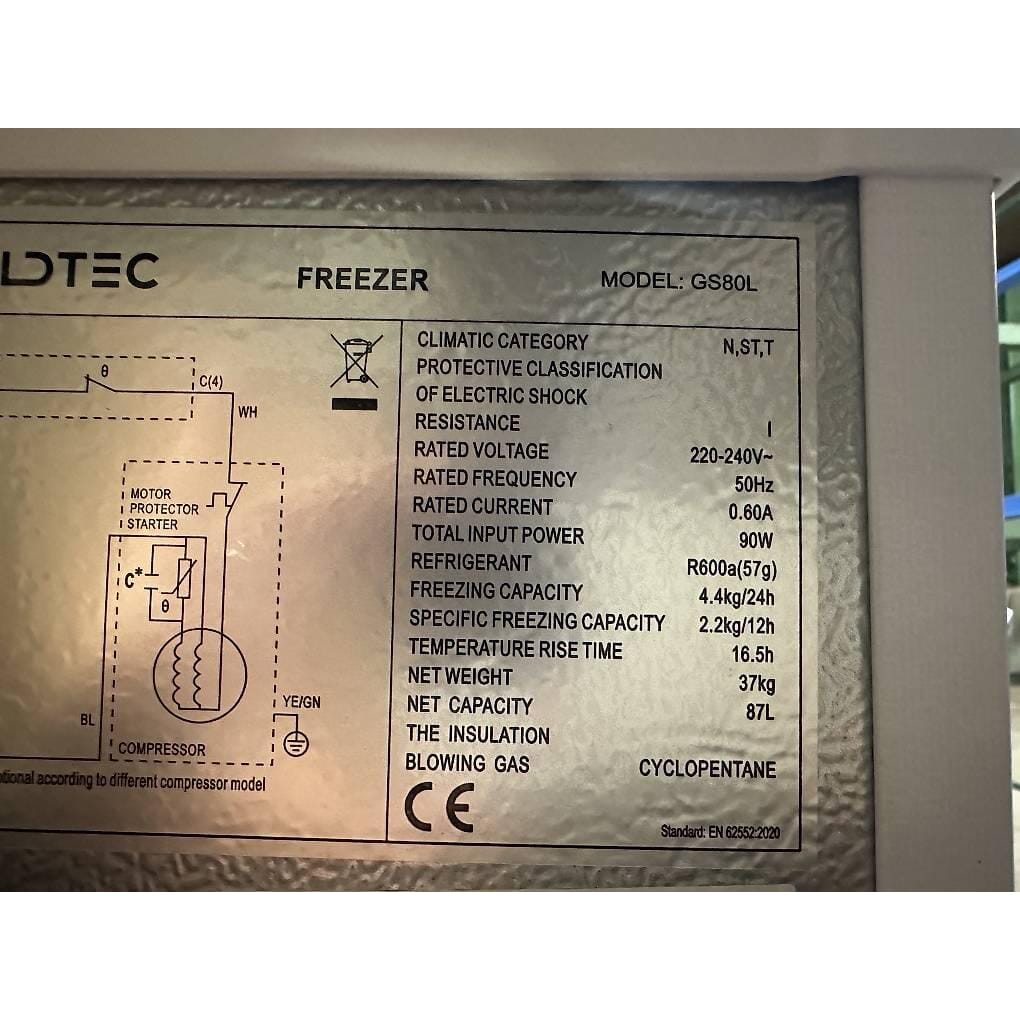 LDTEC FREEZER MODEL: GS80L
CLIMATIC CATEGORY N,ST,T
PROTECTIVE CLASSIFICATION
OF ELECTRIC SHOCK
RESISTANCE I
RATED VOLTAGE 220-240V~
RATED FREQUENCY 50Hz
RATED CURRENT 0.60A
TOTAL INPUT POWER 90W
REFRIGERANT R600a(57g)
FREEZING CAPACITY 4.4kg/24h
SPECIFIC FREEZING CAPACITY 2.2kg/12h
TEMPERATURE RISE TIME 16.5h
NET WEIGHT 37kg
NET CAPACITY 87L
THE INSULATION
BLOWING GAS CYCLOPENTANE
CE
Standard: EN 62552:2020
θ
C(4)
WH
MOTOR
PROTECTOR
STARTER
C*
θ
YE/GN
BL
COMPRESSOR
according to different compressor model